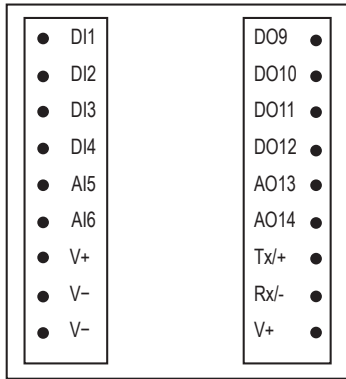 DI1
DI2
DI3
DI4
AI5
AI6
V+
V−
V−
DO9
DO10
DO11
DO12
AO13
AO14
Tx/+
Rx/-
V+